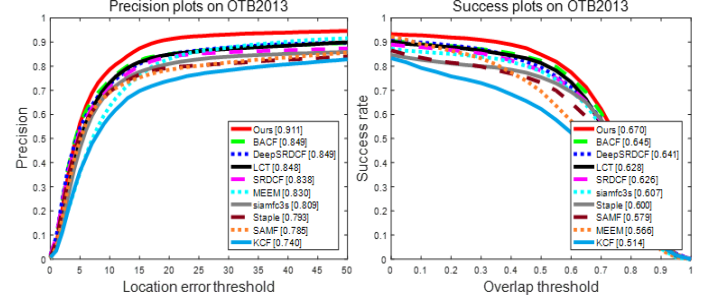 Precision plots on OTB2013
1
0.9
0.8
0.7
0.6
0.5
0.4
0.3
0.2
0.1
0
Precision
Ours [0.911]
BACF [0.849]
DeepSRDCF [0.849]
LCT [0.848]
SRDCF [0.838]
MEEM [0.830]
siamfc3s [0.809]
Staple [0.793]
SAMF [0.785]
KCF [0.740]
0 5 10 15 20 25 30 35 40 45 50
Location error threshold
Success plots on OTB2013
1
0.9
0.8
0.7
0.6
0.5
0.4
0.3
0.2
0.1
0
Success rate
Ours [0.670]
BACF [0.645]
DeepSRDCF [0.641]
LCT [0.628]
SRDCF [0.626]
siamfc3s [0.607]
Staple [0.600]
SAMF [0.579]
MEEM [0.566]
KCF [0.514]
0 0.1 0.2 0.3 0.4 0.5 0.6 0.7 0.8 0.9 1
Overlap threshold